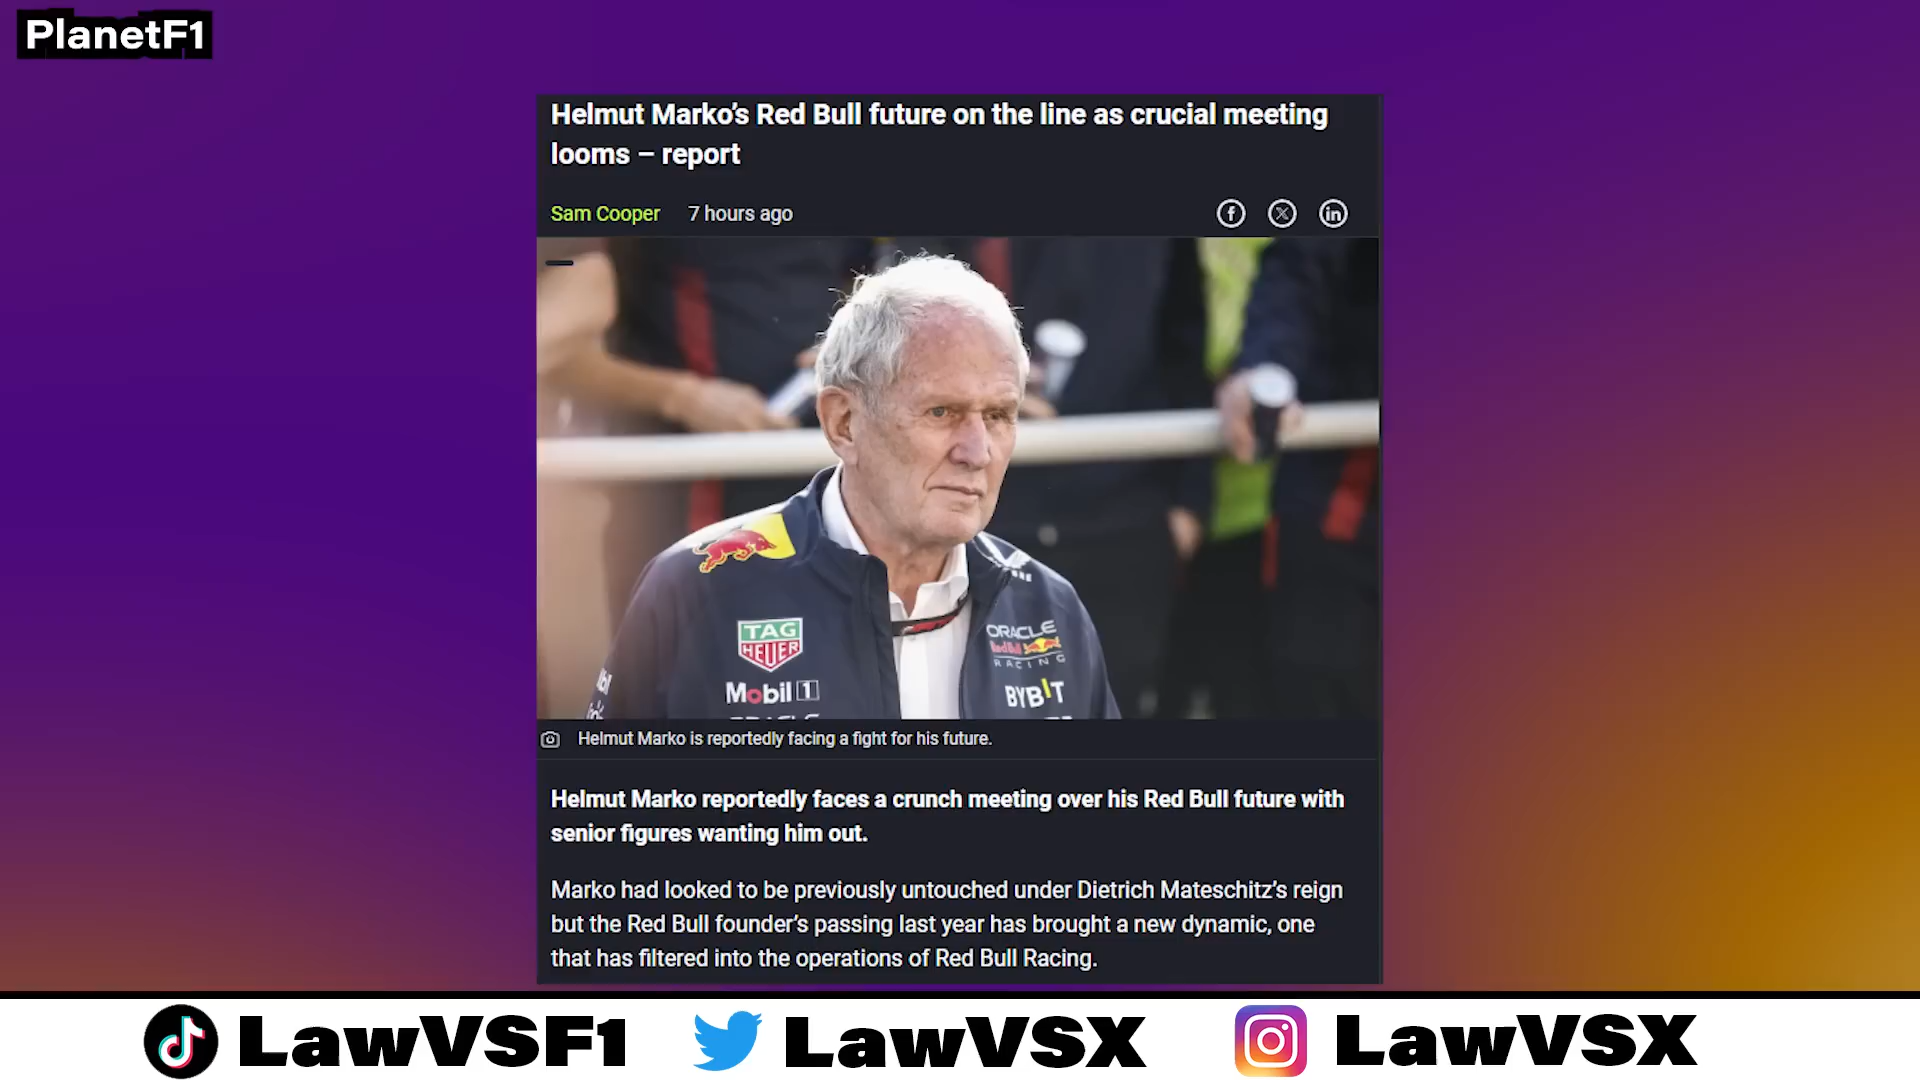 PlanetF1
Helmut Marko's Red Bull future on the line as crucial meeting
looms – report
Sam Cooper 7 hours ago
TAG
HEUER
Mobil 1
ORACLE
Red Bull
RACING
BYBIT
ORACLE
Helmut Marko is reportedly facing a fight for his future.
Helmut Marko reportedly faces a crunch meeting over his Red Bull future with
senior figures wanting him out.
Marko had looked to be previously untouched under Dietrich Mateschitz's reign
but the Red Bull founder's passing last year has brought a new dynamic, one
that has filtered into the operations of Red Bull Racing.
LawVSF1 LawVSX LawVSX